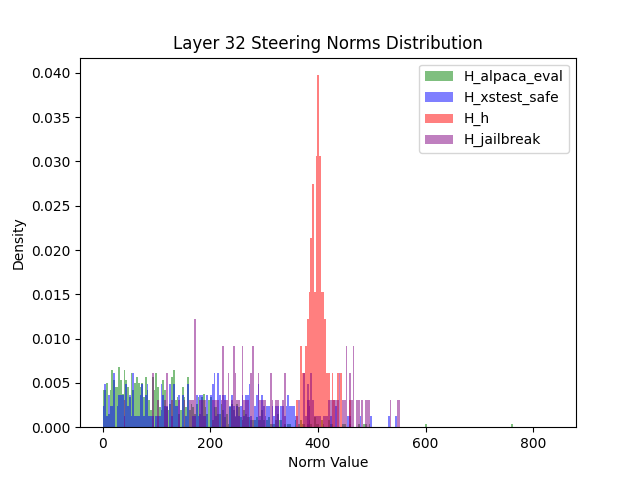 Layer 32 Steering Norms Distribution
H_alpaca_eval
H_xstest_safe
H_h
H_jailbreak
0.040
0.035
0.030
0.025
0.020
0.015
0.010
0.005
0.000
Density
0 200 400 600 800
Norm Value